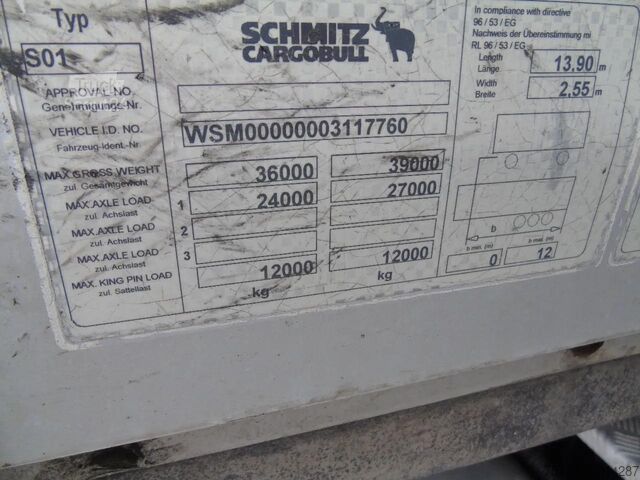 Typ
S01
SCHMITZ
CARGOBULL
In compliance with directive
96 / 53 / EG
Nachweis der Übereinstimmung mi
RL 96 / 53 / EG
Length
Länge. 13.90 m
Width
Breite 2,55 m
APPROVAL NO.
Genehmigungs-Nr.
VEHICLE I.D. NO. WSM00000003117760
Fahrzeug-Ident.-Nr.
MAX.GROSS WEIGHT 36000 39000
zul. Gesamtgewicht
MAX.AXLE LOAD 1 24000 27000
zul. Achslast
MAX.AXLE LOAD 2
zul. Achslast
MAX.AXLE LOAD 3
zul. Achslast
MAX. KING PIN LOAD 12000 12000
zul. Sattellast kg kg
b
b min. (m) b max. (m)
0 12